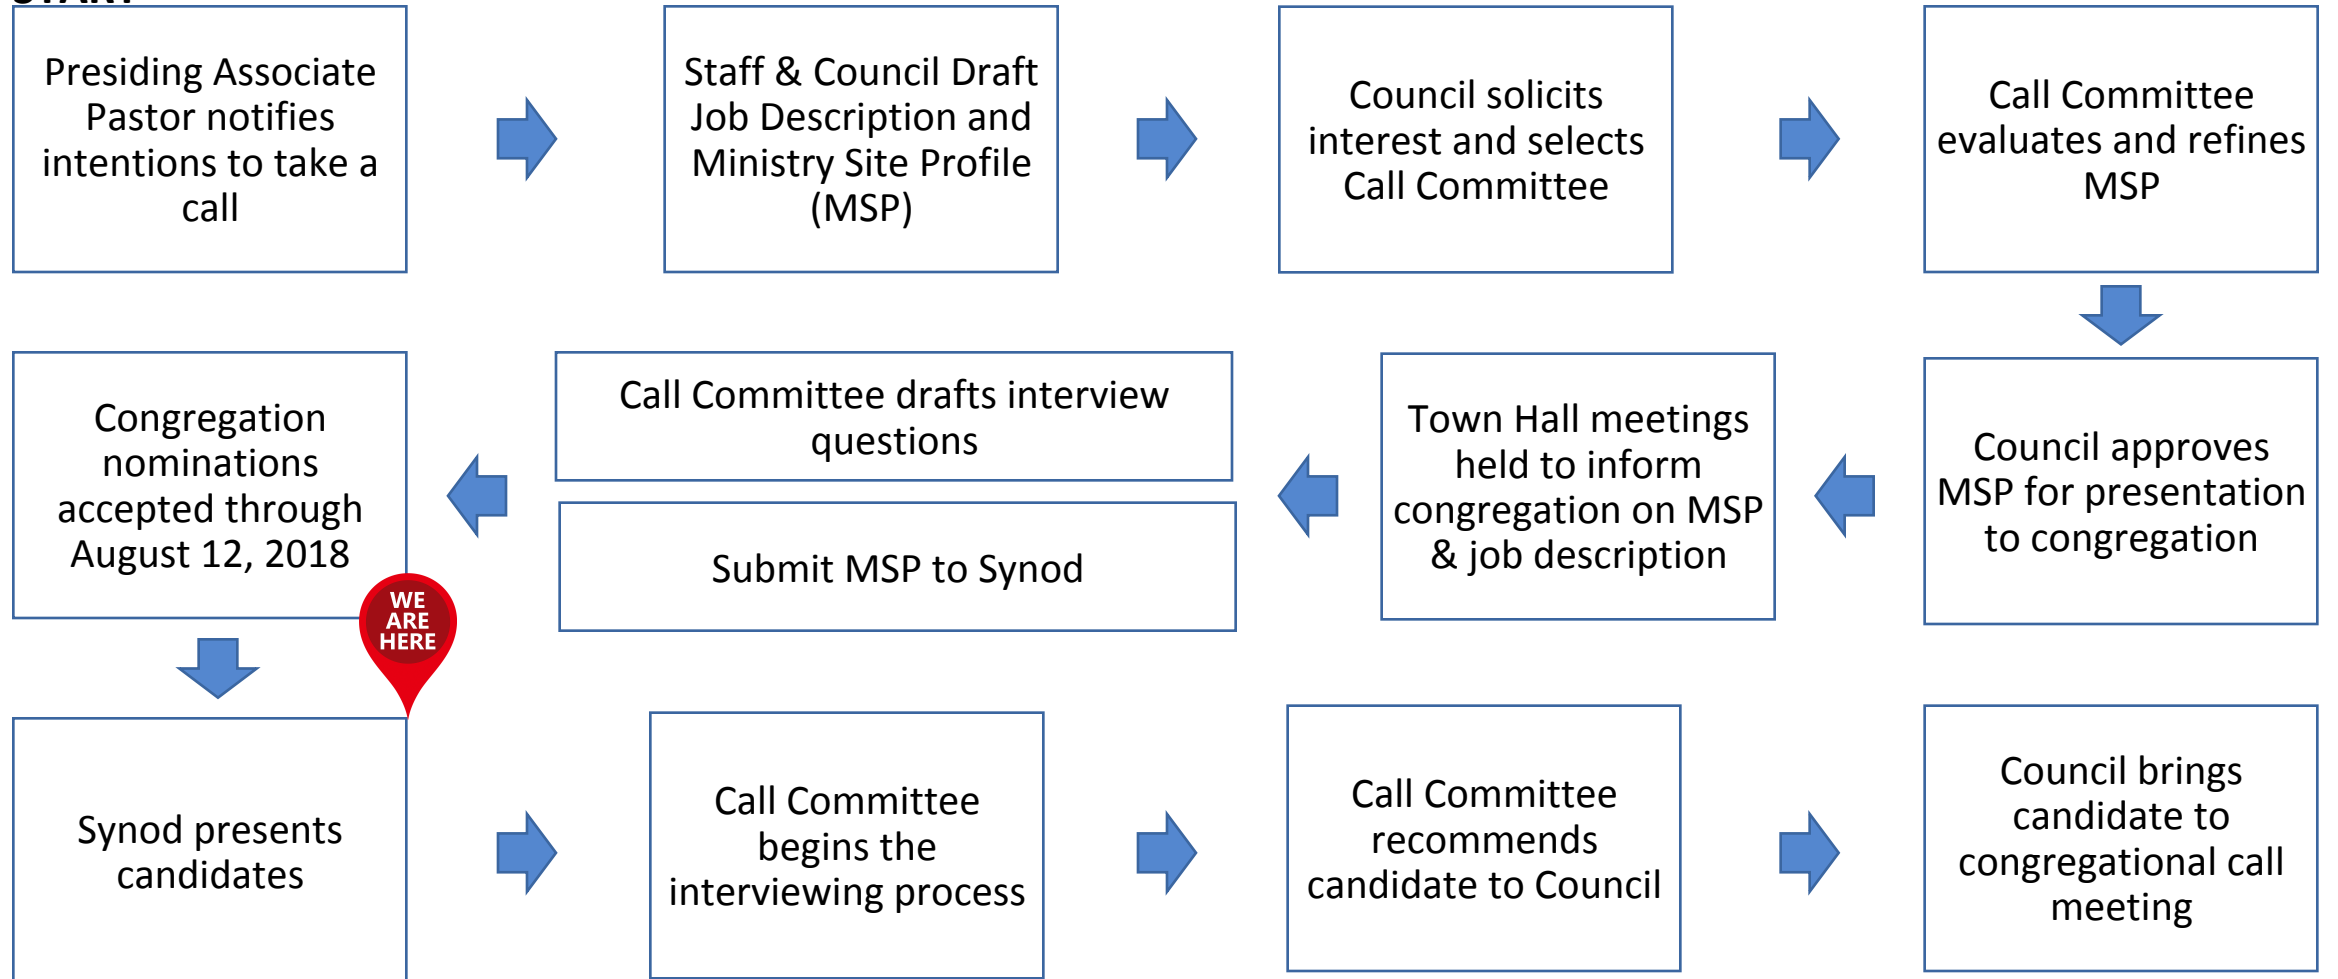 START
Presiding Associate
Pastor notifies
intentions to take a
call
Staff & Council Draft
Job Description and
Ministry Site Profile
(MSP)
Council solicits
interest and selects
Call Committee
Call Committee
evaluates and refines
MSP
Council approves
MSP for presentation
to congregation
Town Hall meetings
held to inform
congregation on MSP
& job description
Call Committee drafts interview
questions
Submit MSP to Synod
Congregation
nominations
accepted through
August 12, 2018
WE
ARE
HERE
Synod presents
candidates
Call Committee
begins the
interviewing process
Call Committee
recommends
candidate to Council
Council brings
candidate to
congregational call
meeting